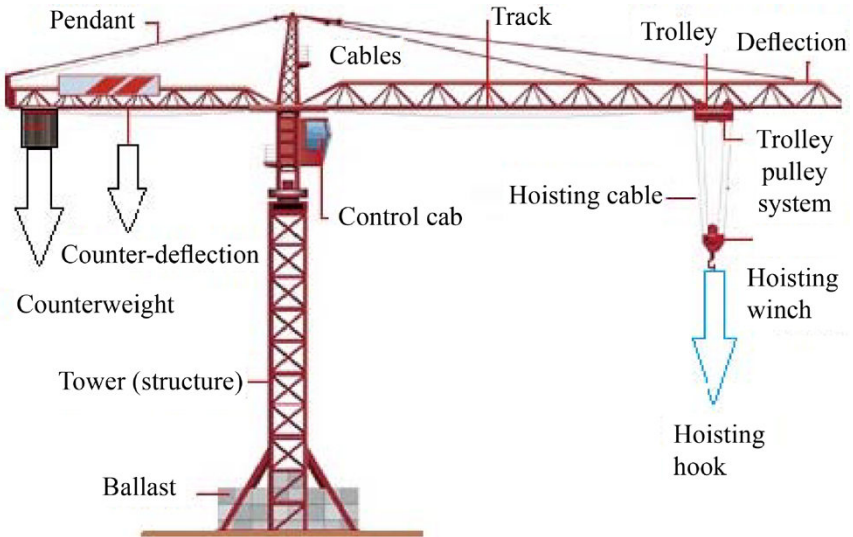 Pendant
Cables
Track
Trolley
Deflection
Trolley
pulley
system
Hoisting cable
Control cab
Counter-deflection
Counterweight
Hoisting
winch
Tower (structure)
Hoisting
hook
Ballast